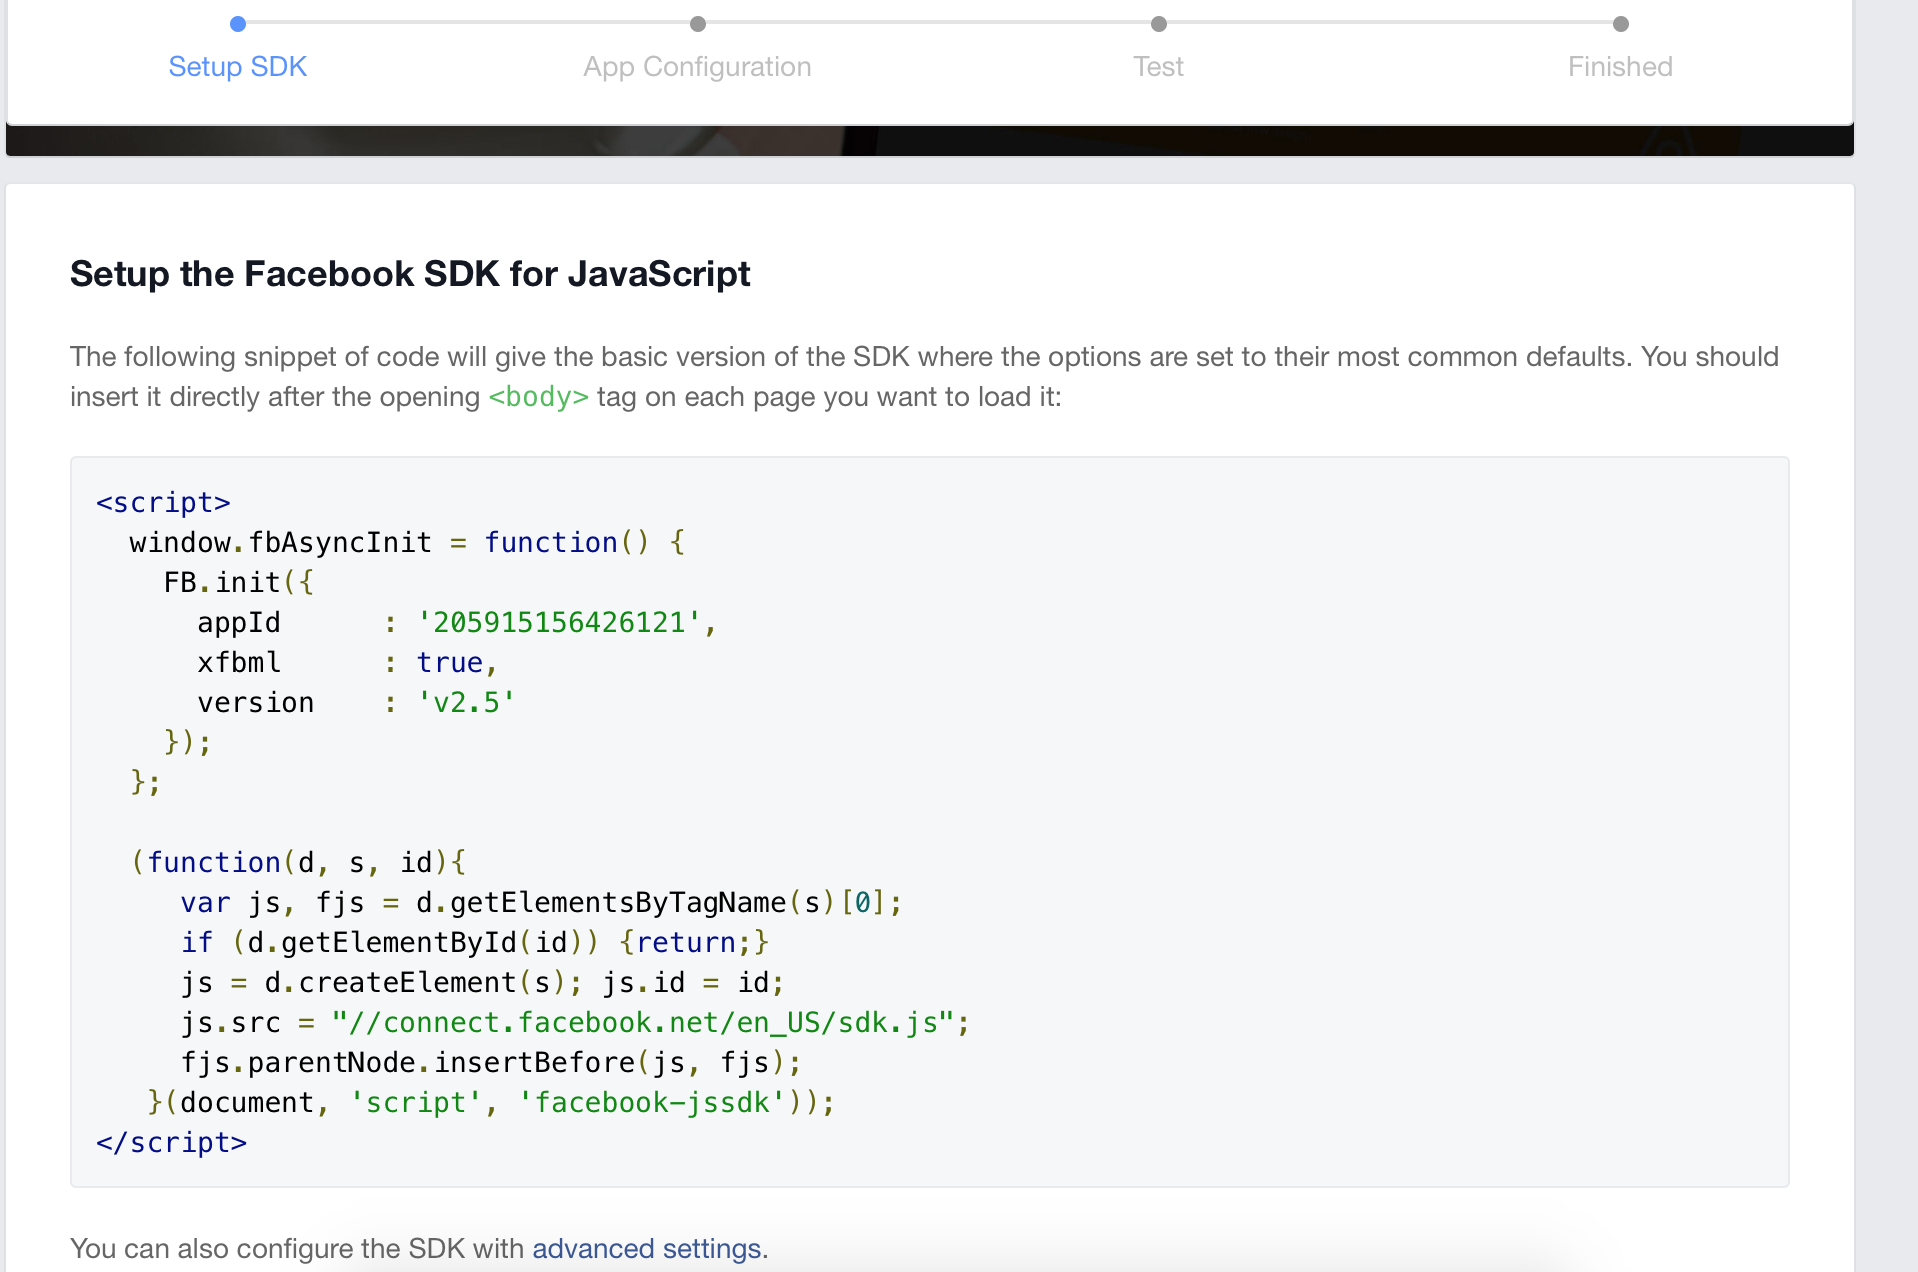 Setup SDK App Configuration Test Finished
Setup the Facebook SDK for JavaScript
The following snippet of code will give the basic version of the SDK where the options are set to their most common defaults. You should
insert it directly after the opening <body> tag on each page you want to load it:
<script>
  window.fbAsyncInit = function() {
    FB.init({
      appId      : '205915156426121',
      xfbml      : true,
      version    : 'v2.5'
    });
  };

  (function(d, s, id){
     var js, fjs = d.getElementsByTagName(s)[0];
     if (d.getElementById(id)) {return;}
     js = d.createElement(s); js.id = id;
     js.src = "//connect.facebook.net/en_US/sdk.js";
     fjs.parentNode.insertBefore(js, fjs);
   }(document, 'script', 'facebook-jssdk'));
</script>
You can also configure the SDK with advanced settings.